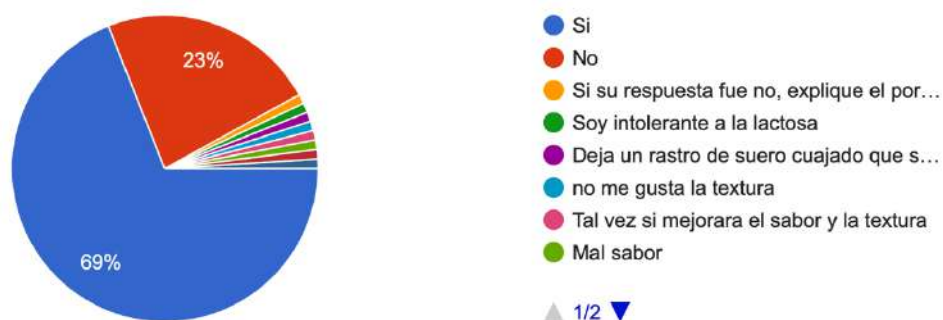 23%
69%
Si
No
Si su respuesta fue no, explique el por…
Soy intolerante a la lactosa
Deja un rastro de suero cuajado que s…
no me gusta la textura
Tal vez si mejorara el sabor y la textura
Mal sabor
1/2